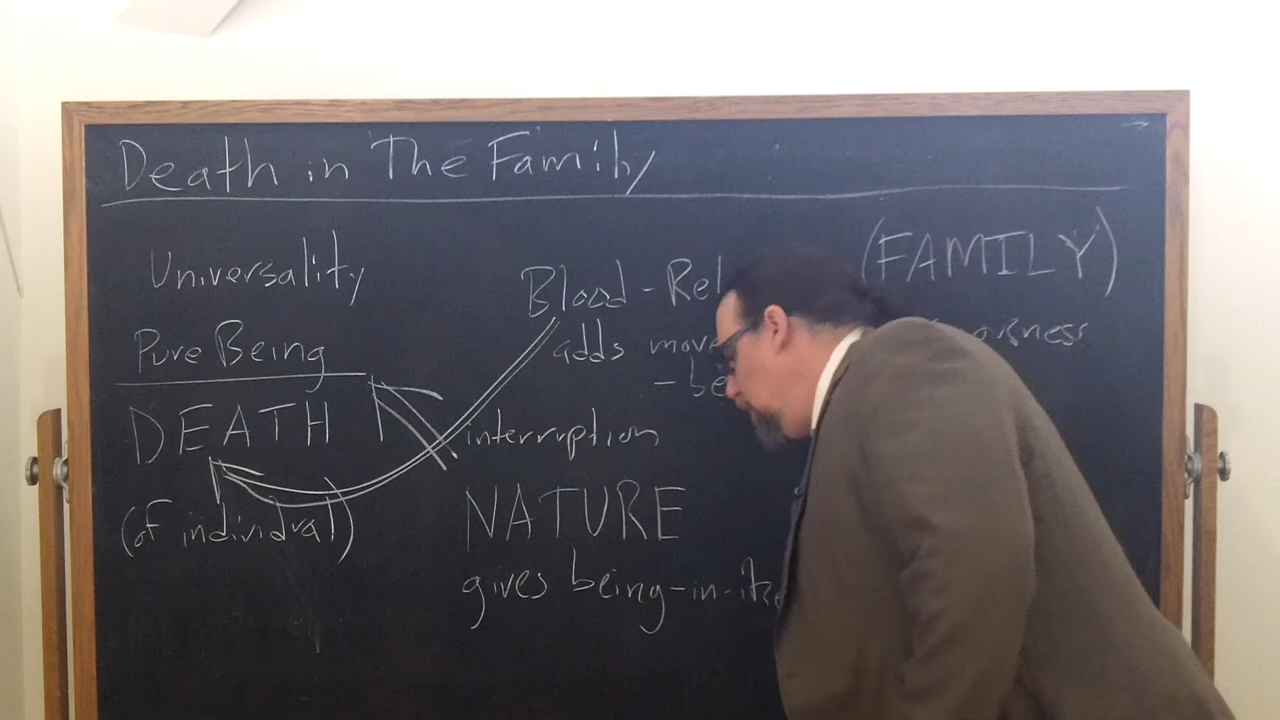 Death in The Family
(FAMILY)
Universality
Blood-Rel
adds move
Pure Being
- be
DEATH
interruption
(of individual)
NATURE
gives being-in-itse